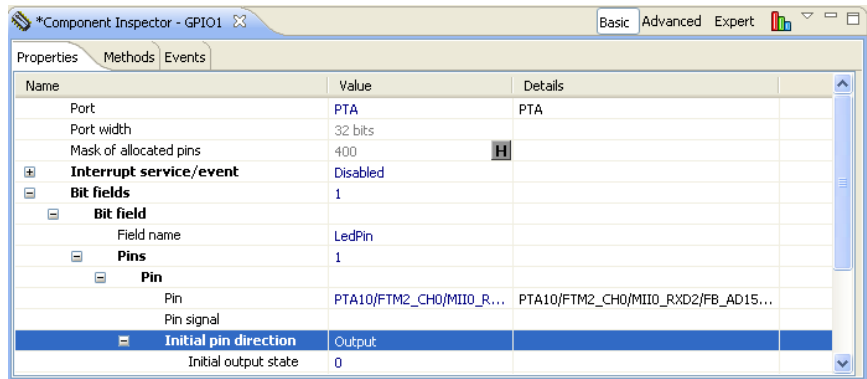 *Component Inspector - GPIO1 Basic Advanced Expert
Properties Methods Events
Name Value Details
Port PTA PTA
Port width 32 bits
Mask of allocated pins 400 H
Interrupt service/event Disabled
Bit fields 1
Bit field
Field name LedPin
Pins 1
Pin
Pin PTA10/FTM2_CH0/MII0_R... PTA10/FTM2_CH0/MII0_RXD2/FB_AD15...
Pin signal
Initial pin direction Output
Initial output state 0